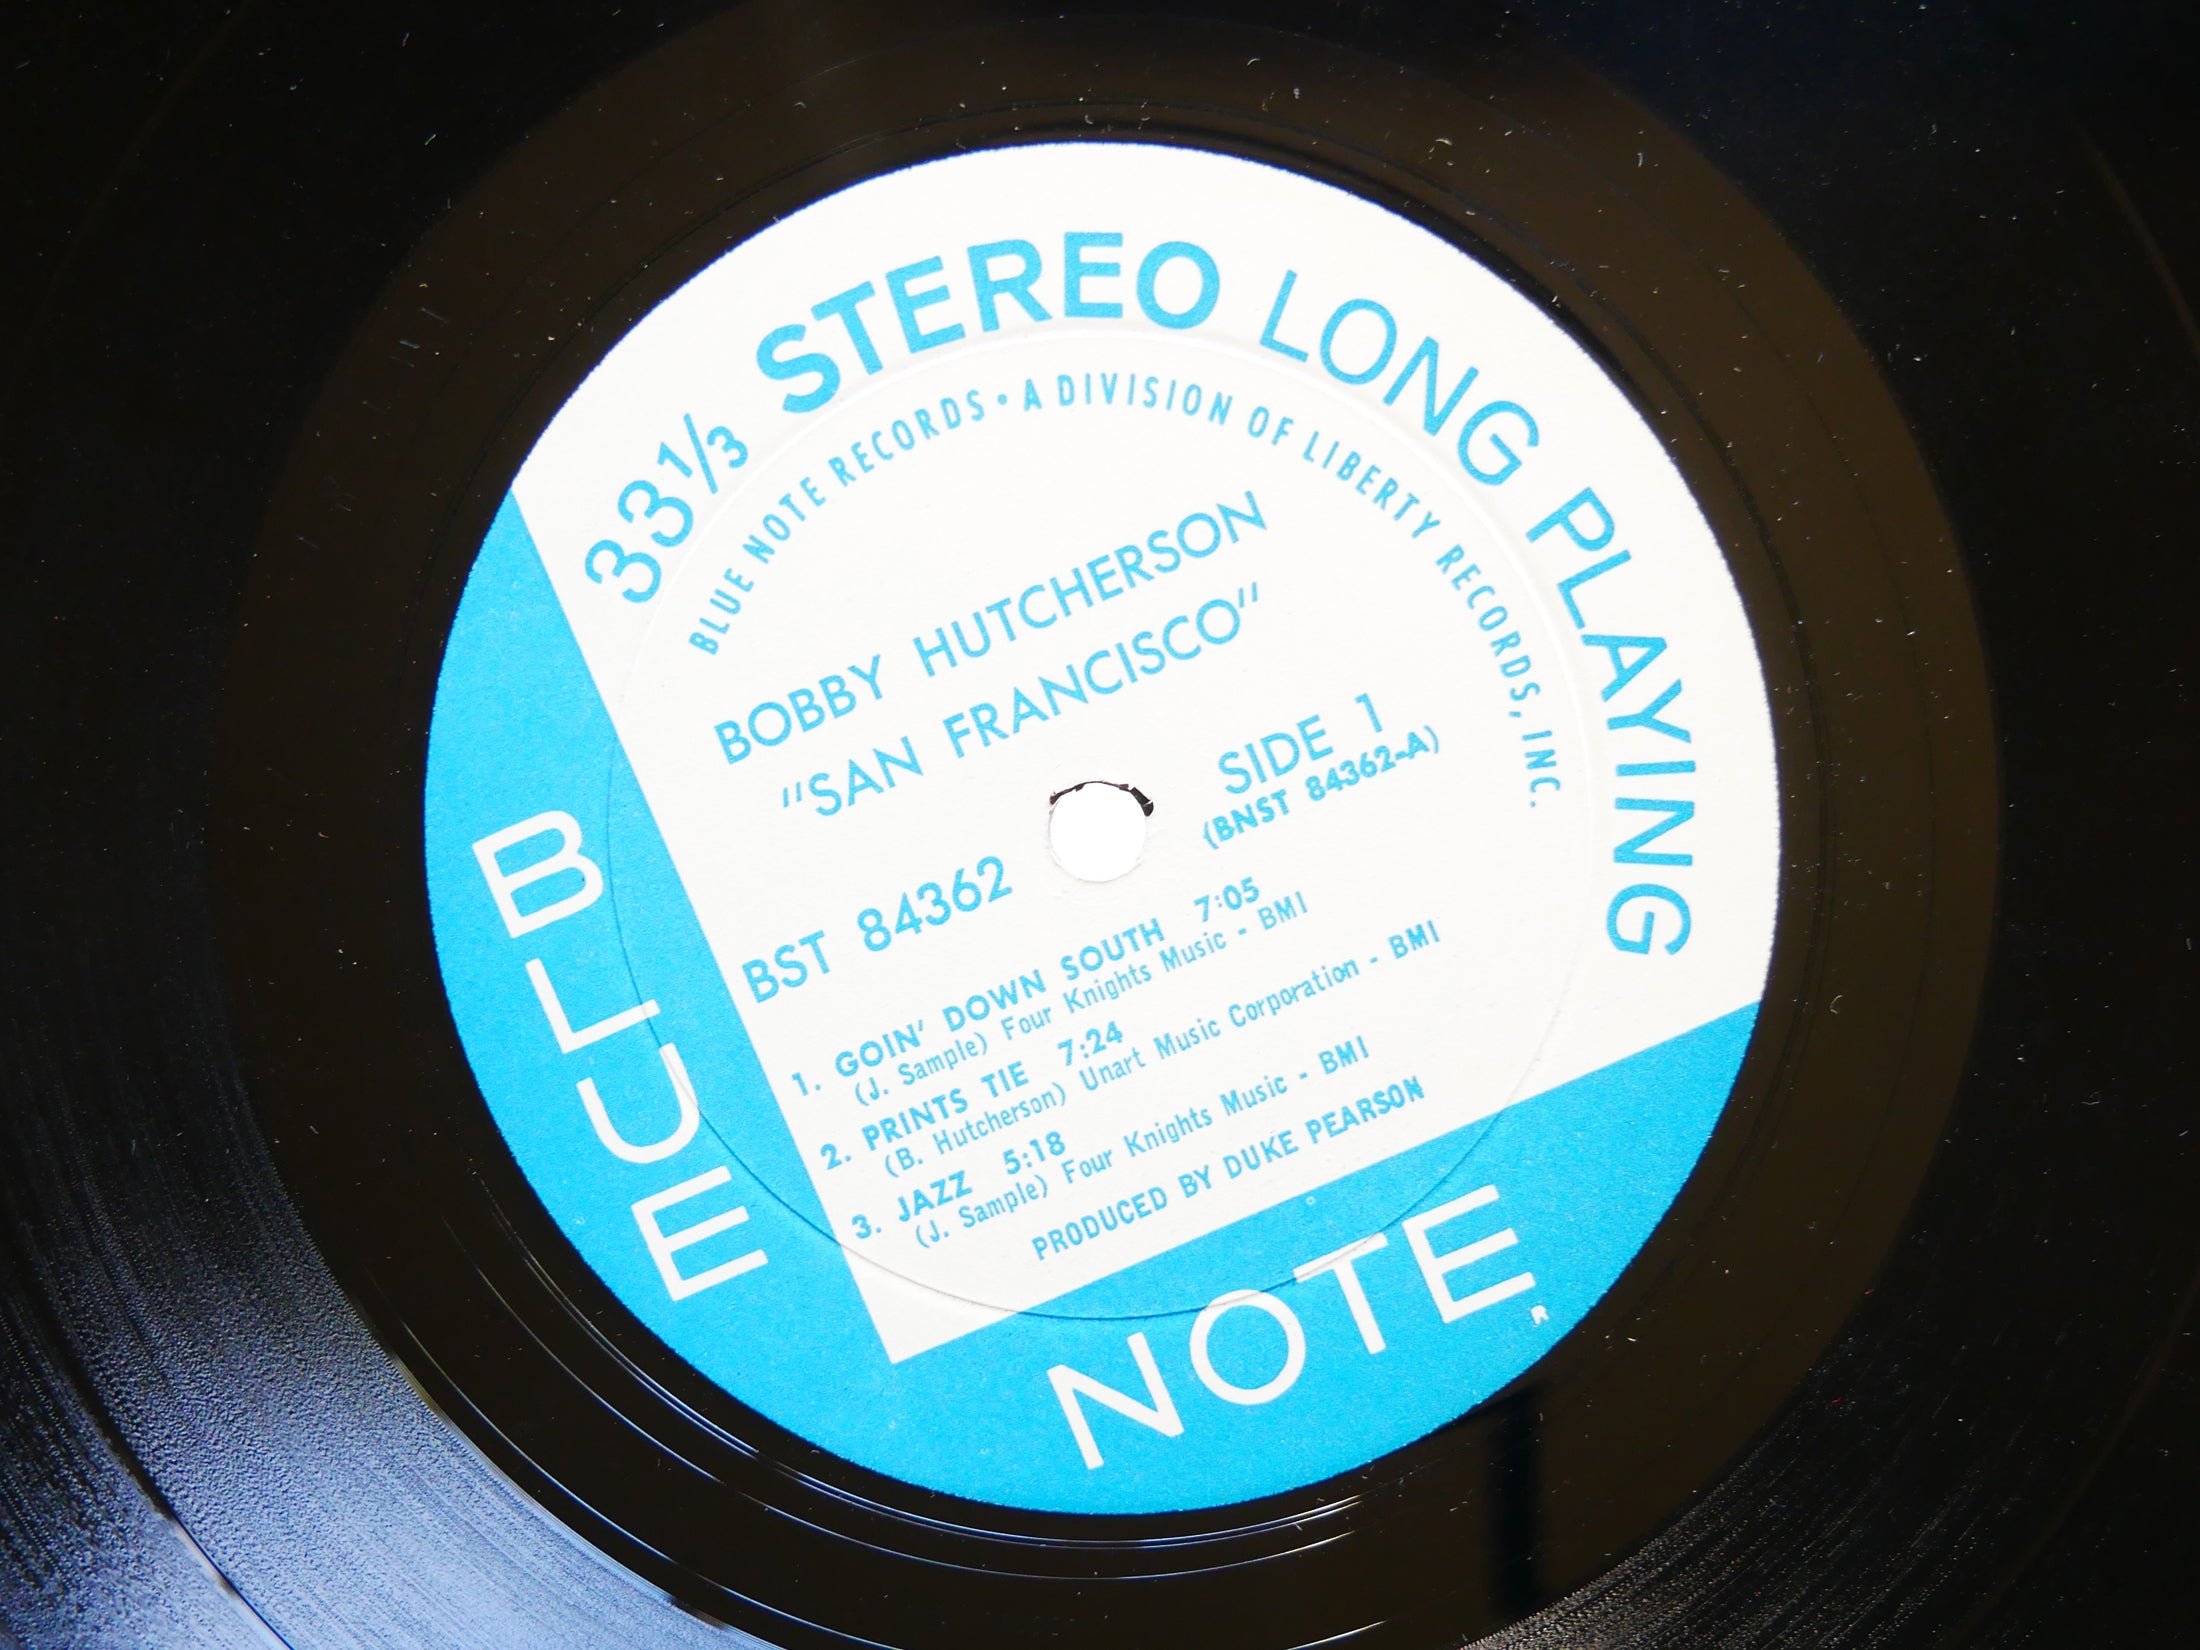 33⅓ STEREO LONG PLAYING
BLUE NOTE RECORDS • A DIVISION OF LIBERTY RECORDS, INC.
BOBBY HUTCHERSON
"SAN FRANCISCO"
SIDE 1
(BNST 84362-A)
BST 84362
1. GOIN' DOWN SOUTH 7:05
(J. Sample) Four Knights Music - BMI
2. PRINTS TIE 7:24
(B. Hutcherson) Unart Music Corporation - BMI
3. JAZZ 5:18
(J. Sample) Four Knights Music - BMI
PRODUCED BY DUKE PEARSON
BLUE
NOTE
R